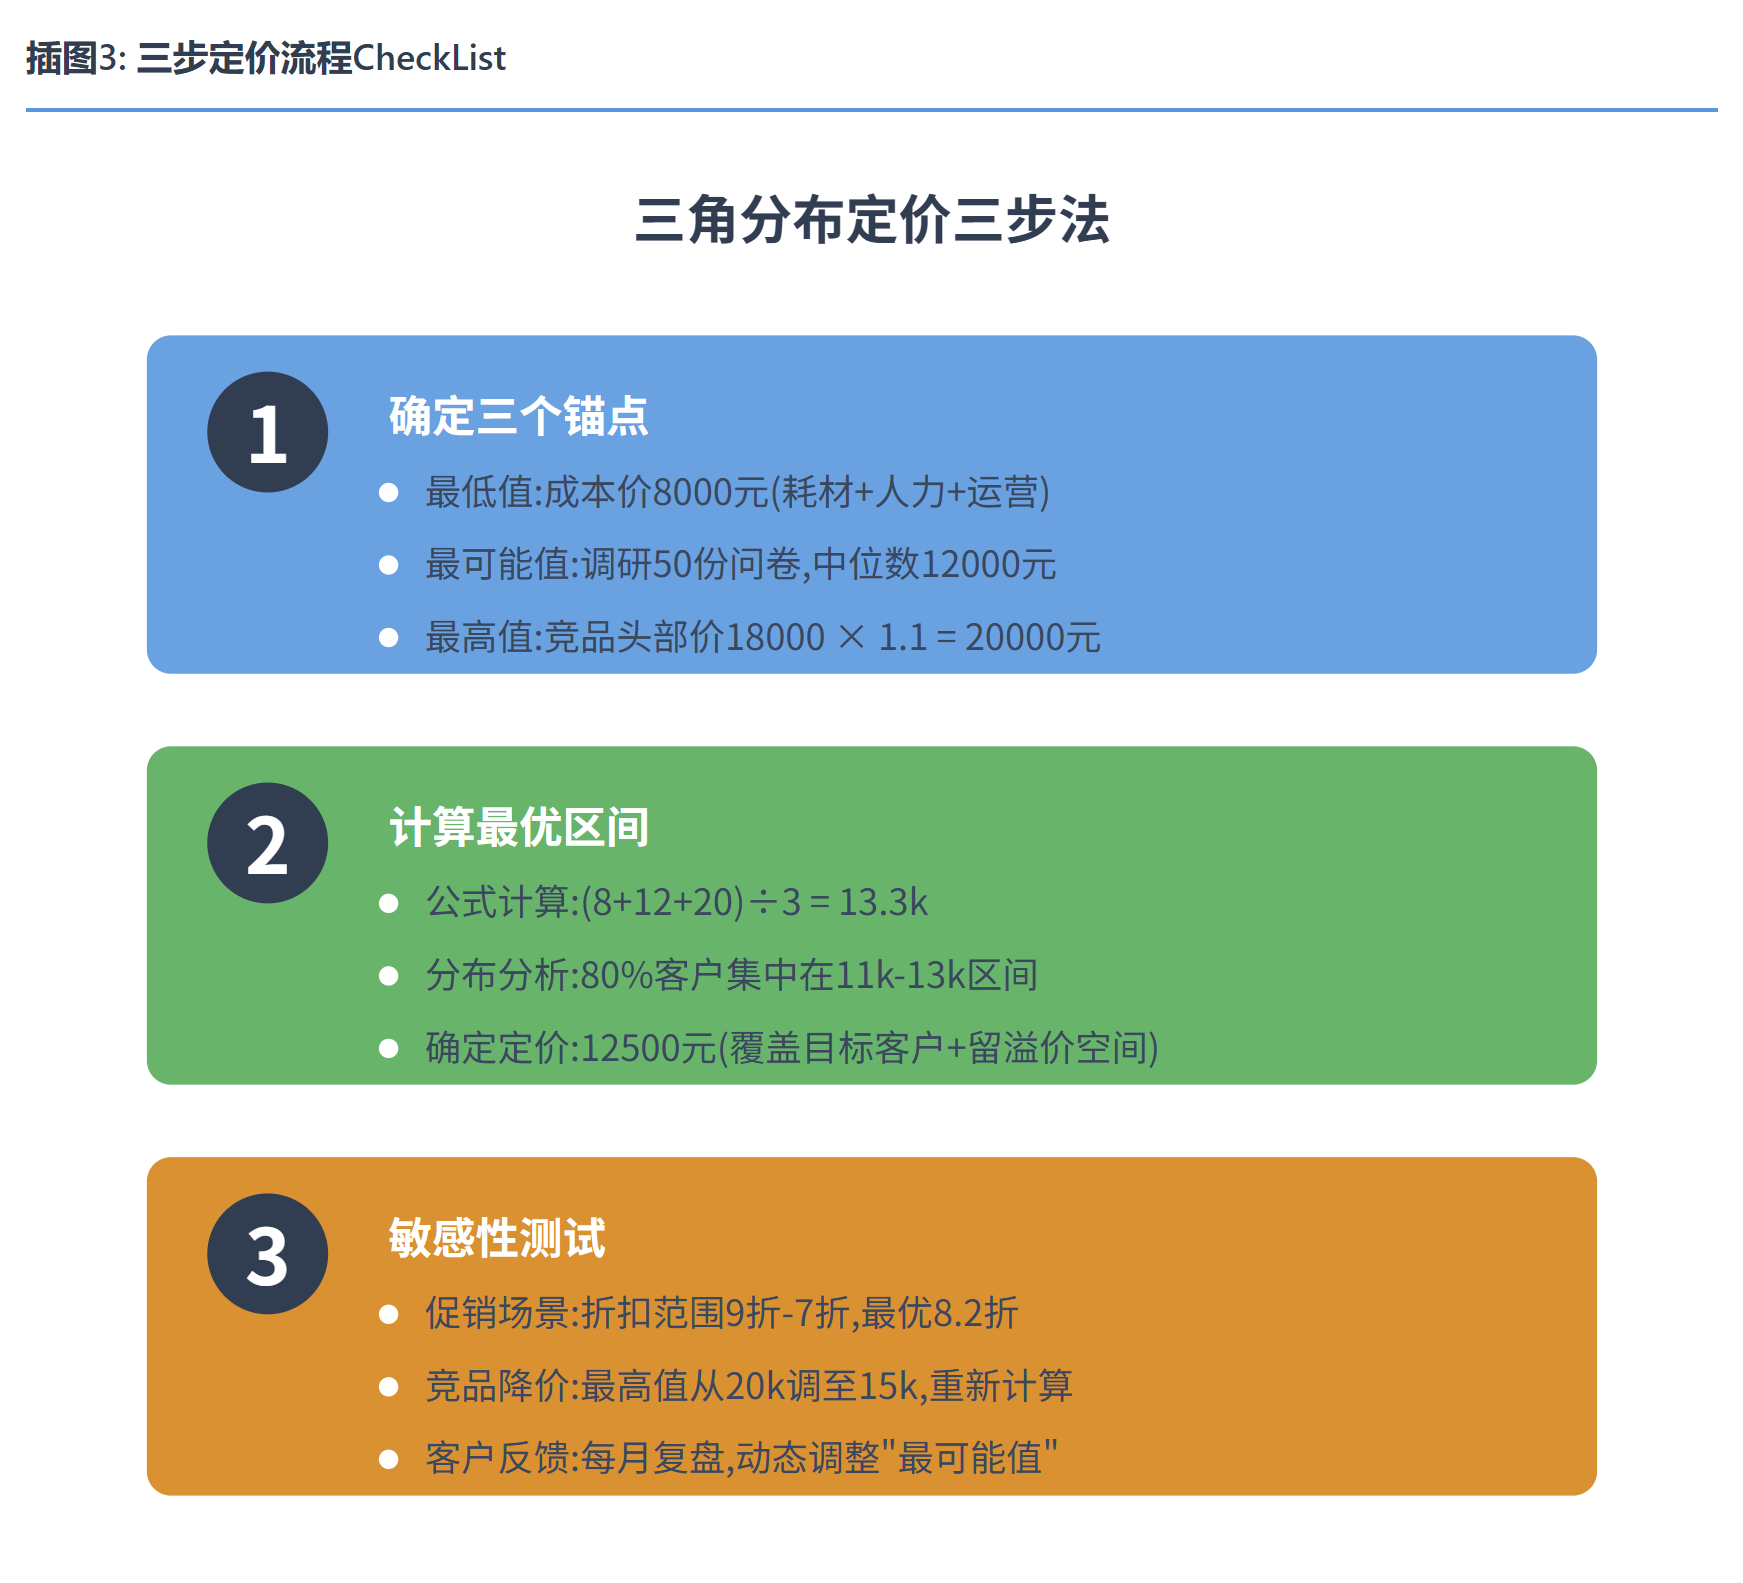 插图3: 三步定价流程CheckList
三角分布定价三步法
1
确定三个锚点
最低值:成本价8000元(耗材+人力+运营)
最可能值:调研50份问卷,中位数12000元
最高值:竞品头部价18000 × 1.1 = 20000元
2
计算最优区间
公式计算:(8+12+20)÷3 = 13.3k
分布分析:80%客户集中在11k-13k区间
确定定价:12500元(覆盖目标客户+留溢价空间)
3
敏感性测试
促销场景:折扣范围9折-7折,最优8.2折
竞品降价:最高值从20k调至15k,重新计算
客户反馈:每月复盘,动态调整"最可能值"